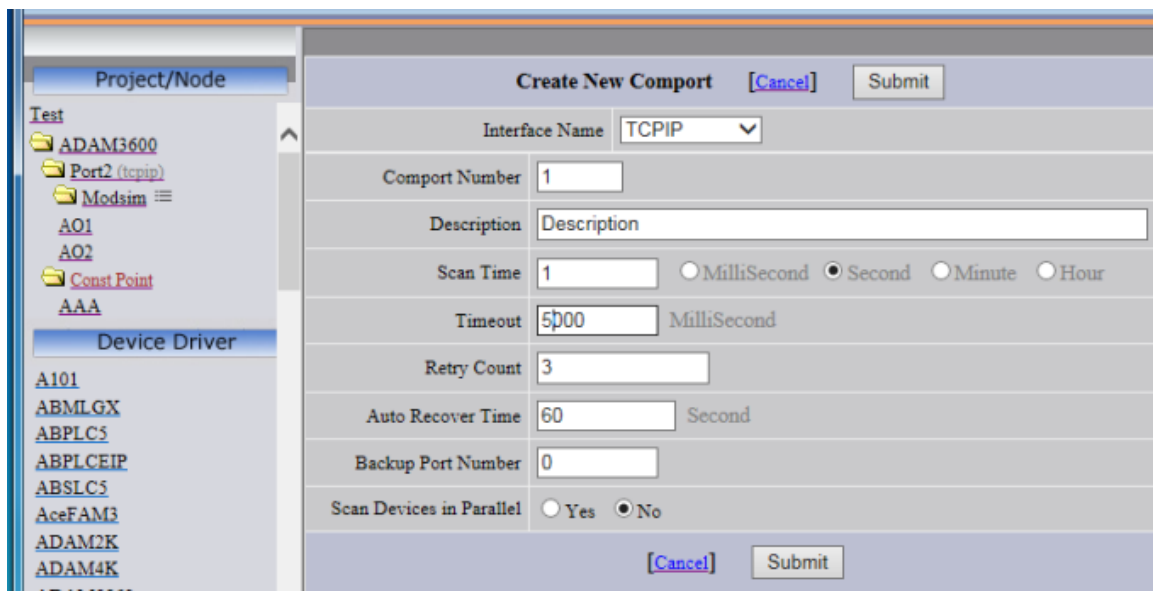 Project/Node
Test
ADAM3600
Port2 (tcpip)
Modsim
AO1
AO2
Const Point
AAA
Device Driver
A101
ABMLGX
ABPLC5
ABPLCEIP
ABSLC5
AceFAM3
ADAM2K
ADAM4K
Create New Comport [Cancel] Submit
Interface Name TCPIP
Comport Number 1
Description Description
Scan Time 1 MilliSecond Second Minute Hour
Timeout 5000 MilliSecond
Retry Count 3
Auto Recover Time 60 Second
Backup Port Number 0
Scan Devices in Parallel Yes No
[Cancel] Submit